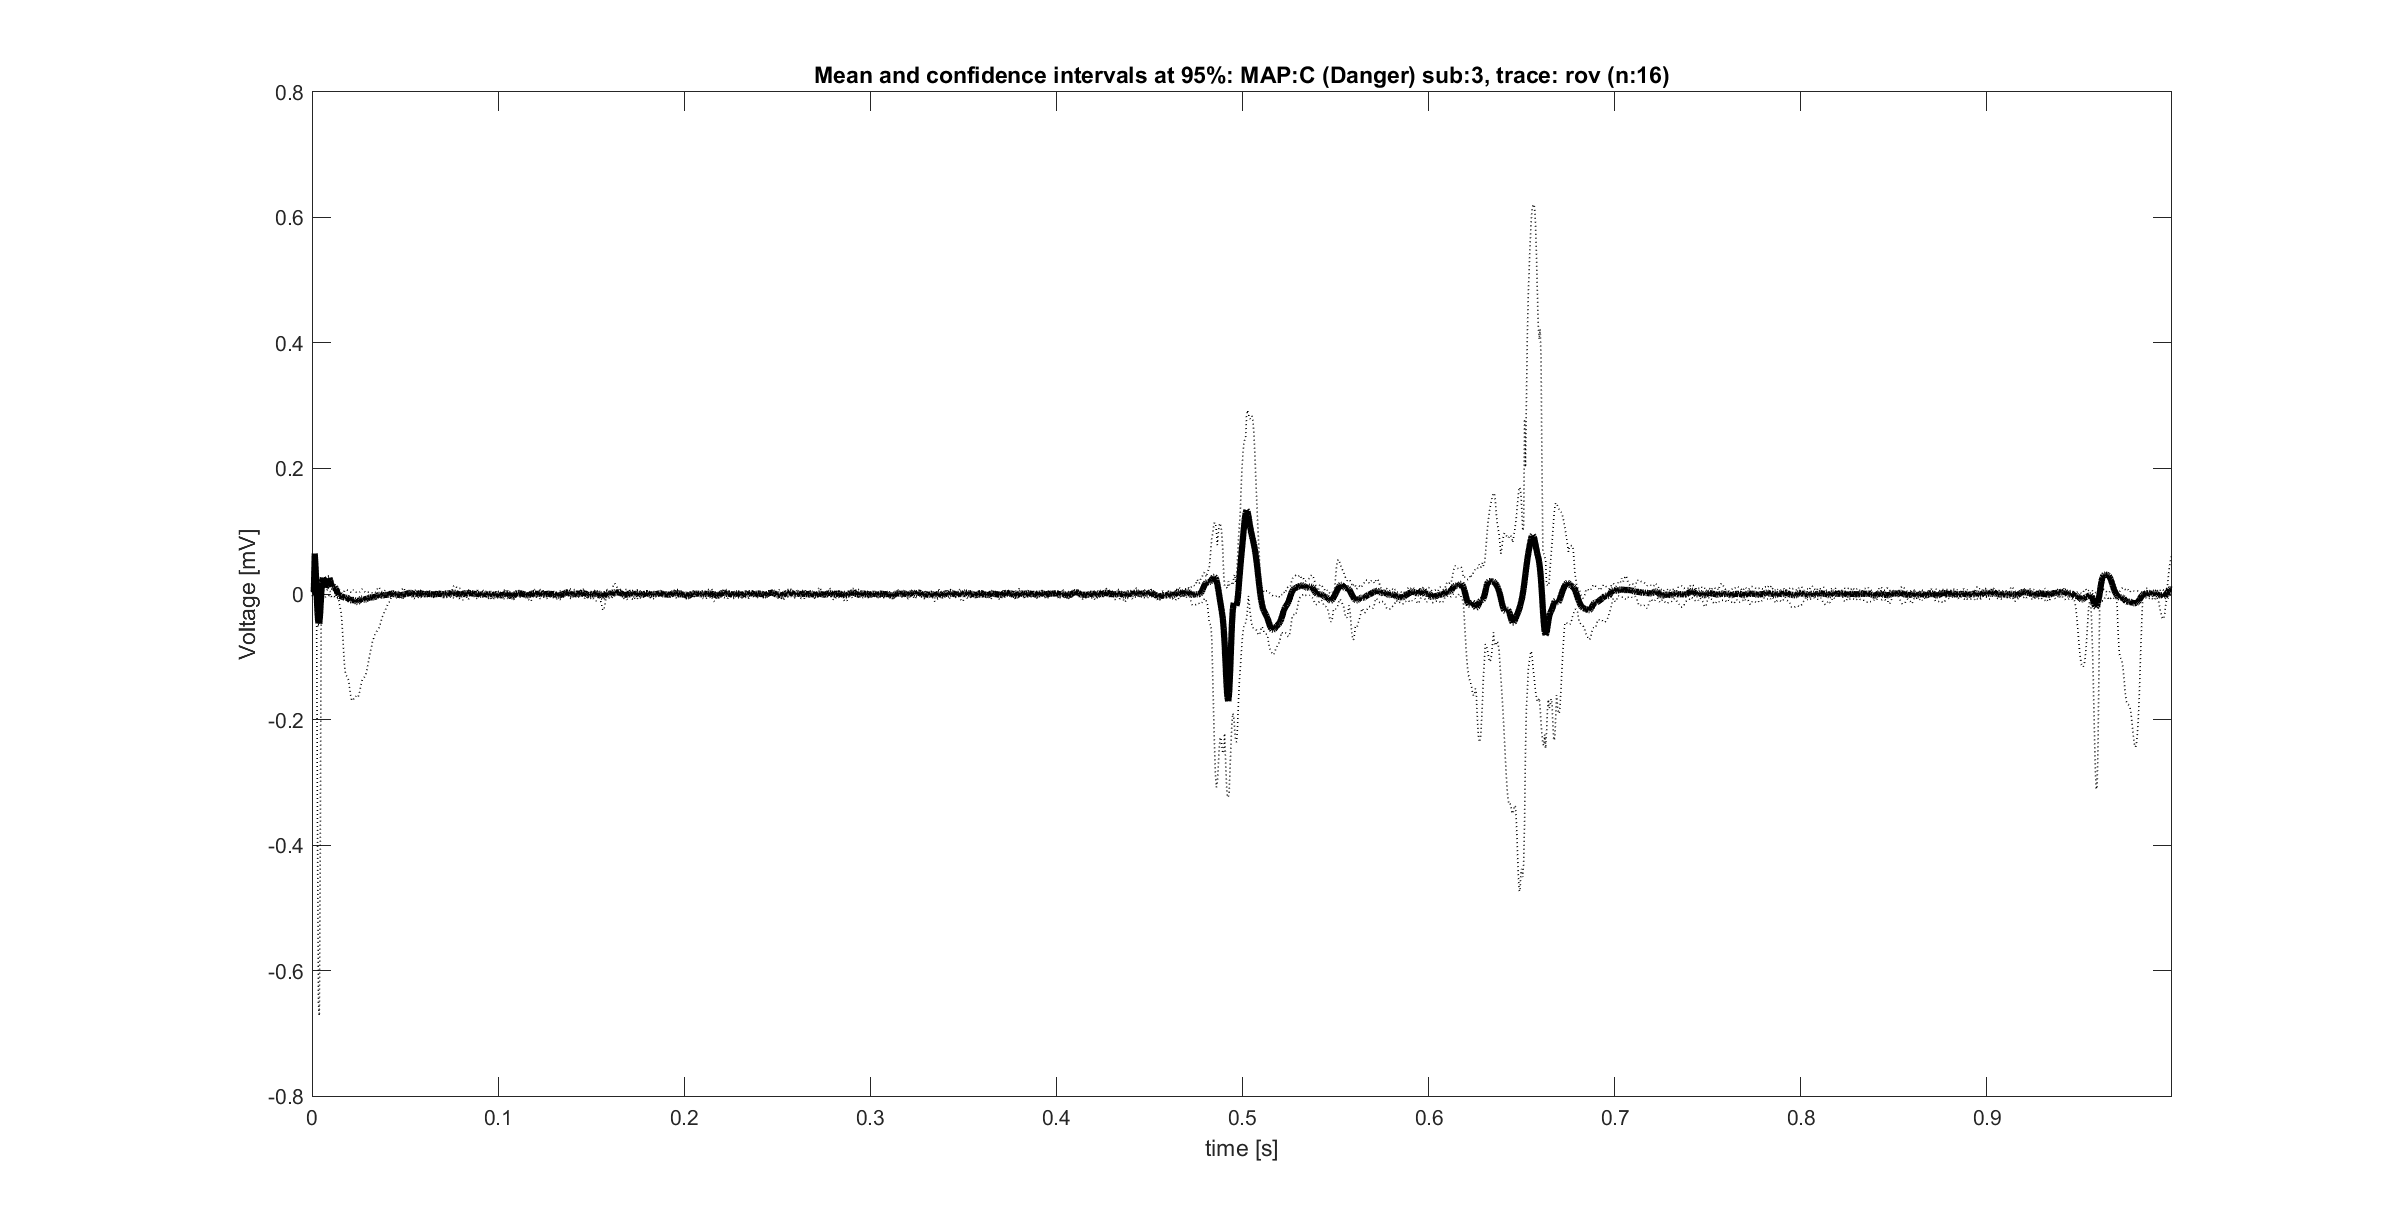 Mean and confidence intervals at 95%: MAP:C (Danger) sub:3, trace: rov (n:16)
0.8
0.6
0.4
0.2
0
-0.2
-0.4
-0.6
-0.8
Voltage [mV]
0 0.1 0.2 0.3 0.4 0.5 0.6 0.7 0.8 0.9
time [s]